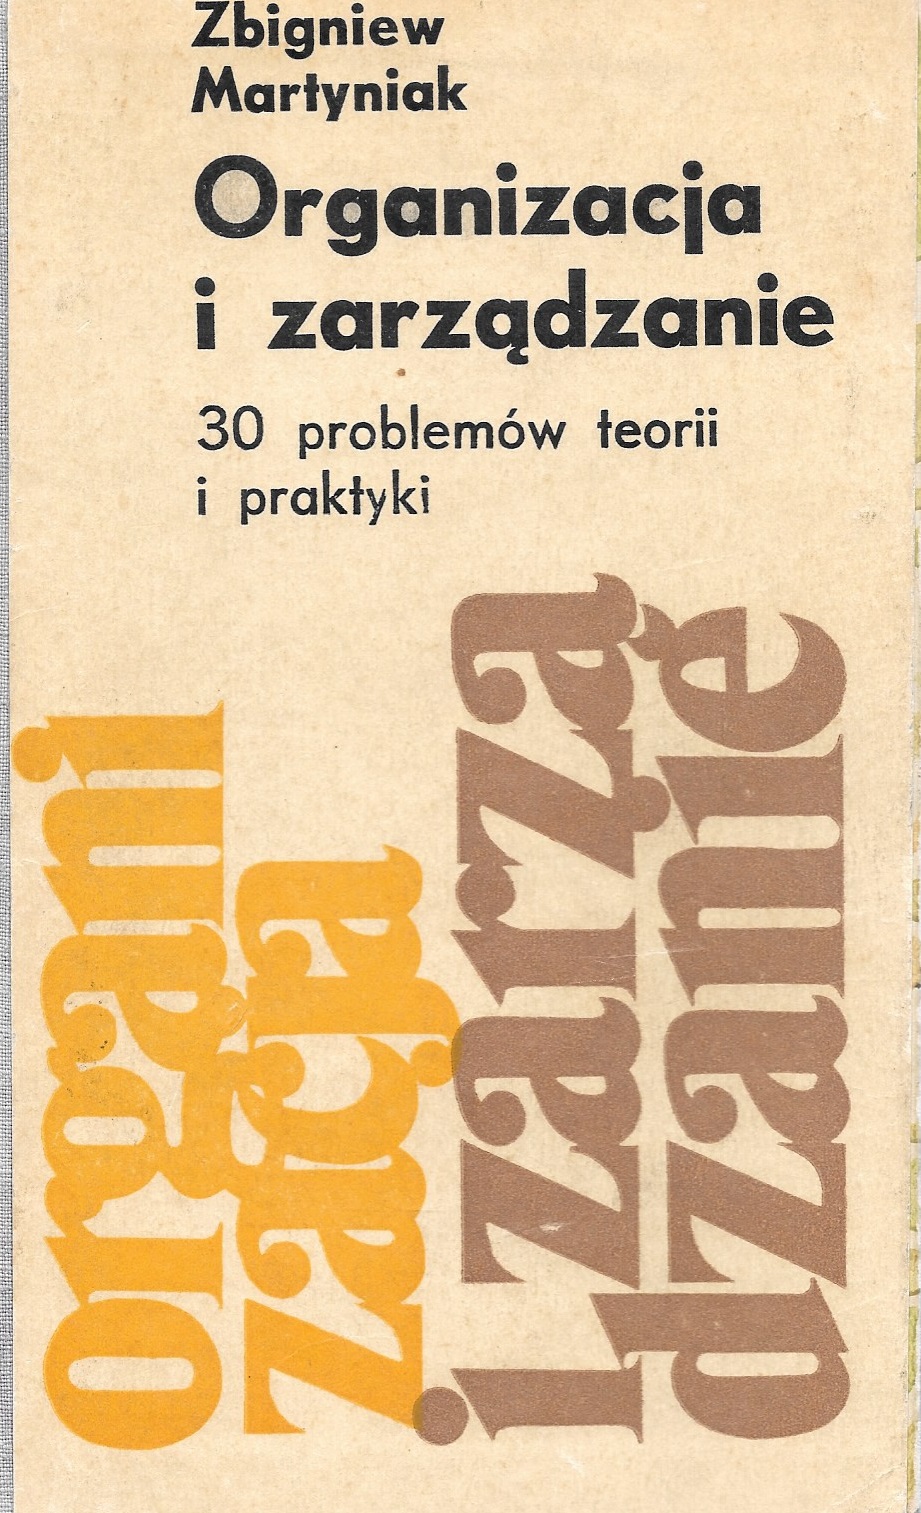 Zbigniew
Martyniak
Organizacja
i zarządzanie
30 problemów teorii
i praktyki
organi
zacja
i zarzą
dzanie